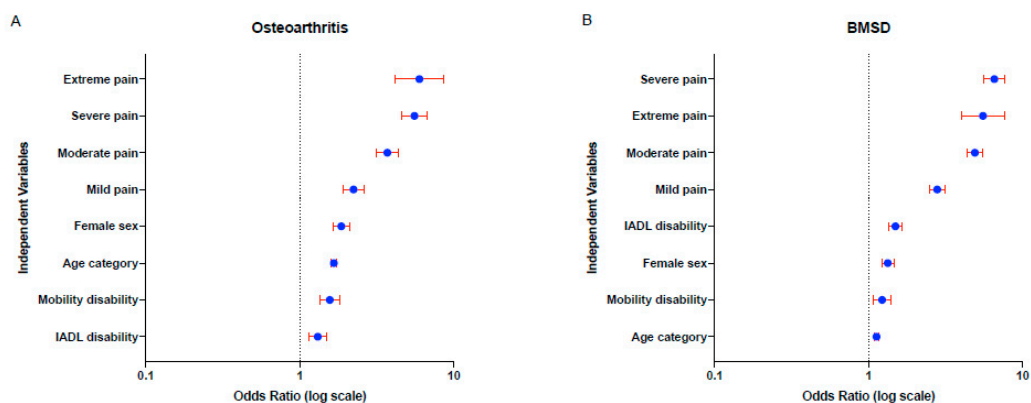 A
Osteoarthritis
Independent Variables
Extreme pain
Severe pain
Moderate pain
Mild pain
Female sex
Age category
Mobility disability
IADL disability
0.1
1
10
Odds Ratio (log scale)
B
BMSD
Independent Variables
Severe pain
Extreme pain
Moderate pain
Mild pain
IADL disability
Female sex
Mobility disability
Age category
0.1
1
10
Odds Ratio (log scale)